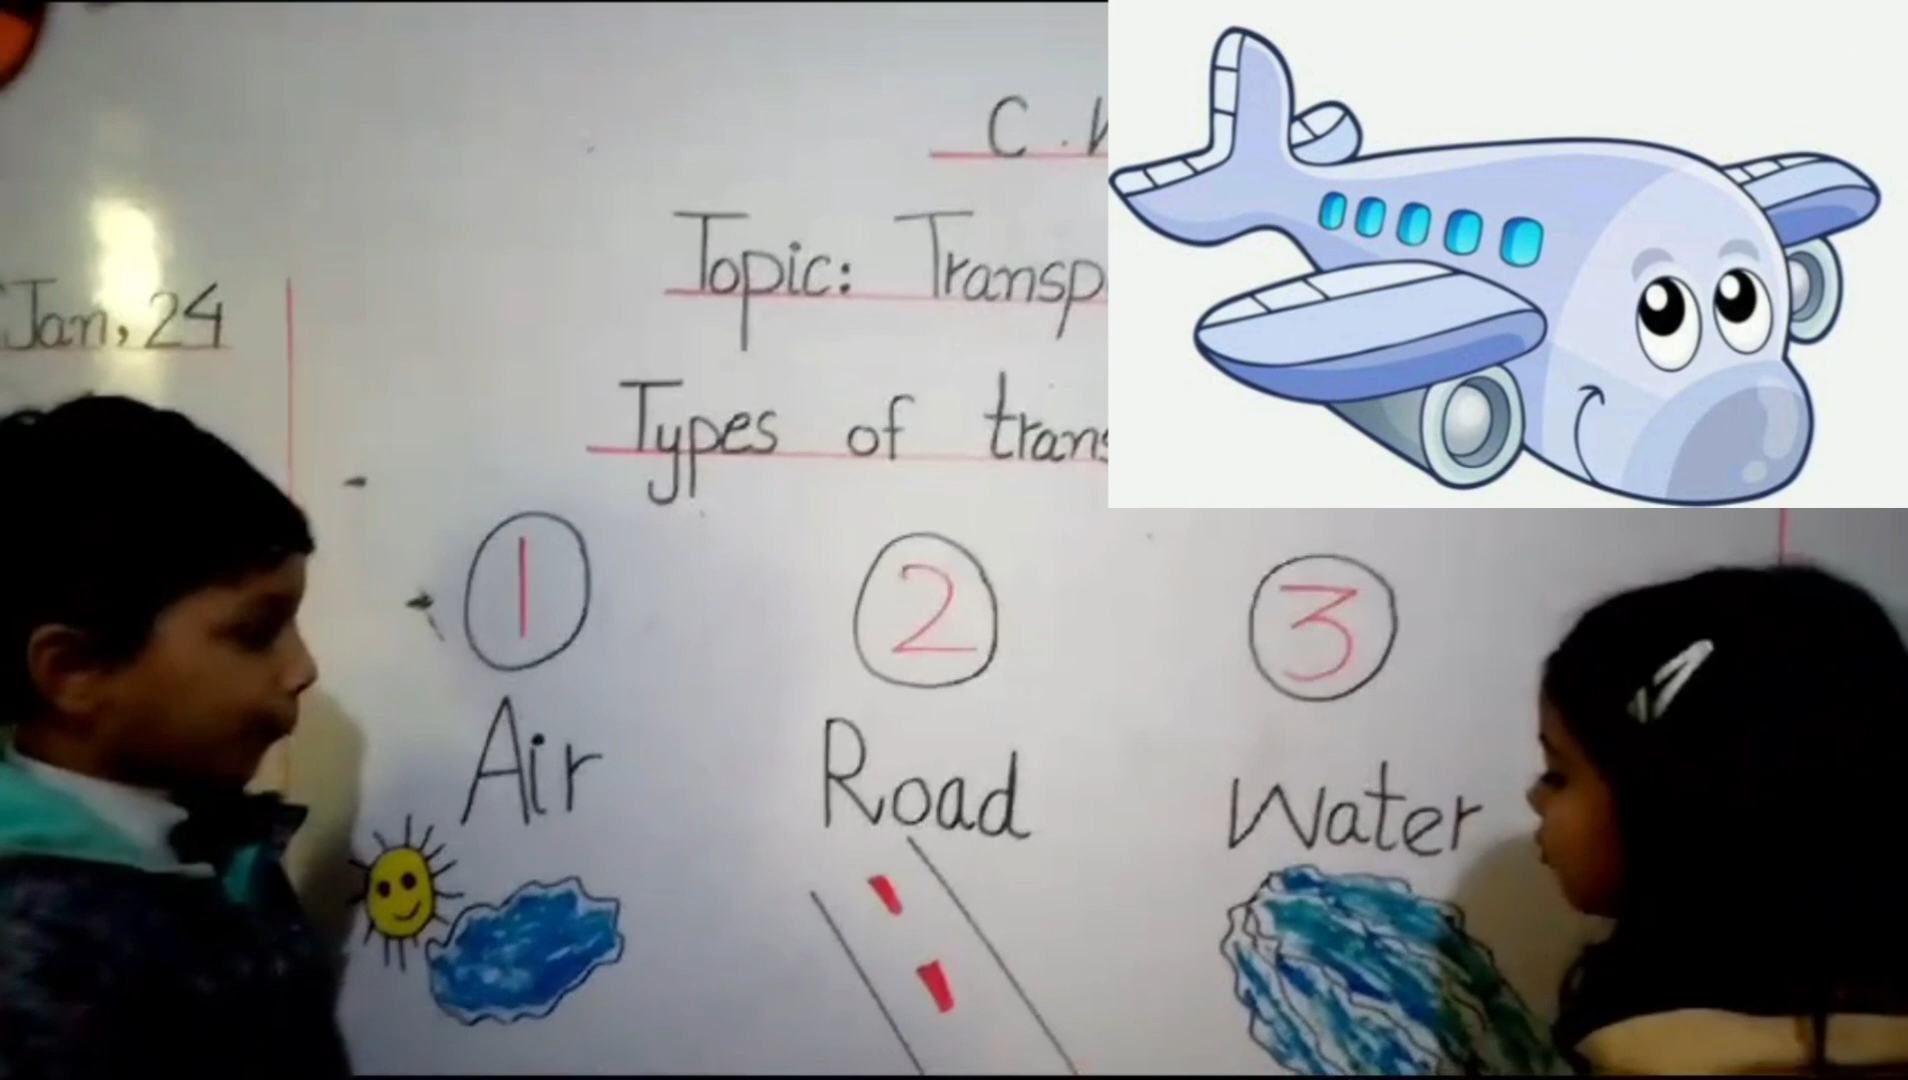 C.
Topic: Transp
Jan, 24
Types of trans
1 2 3
Air Road Water